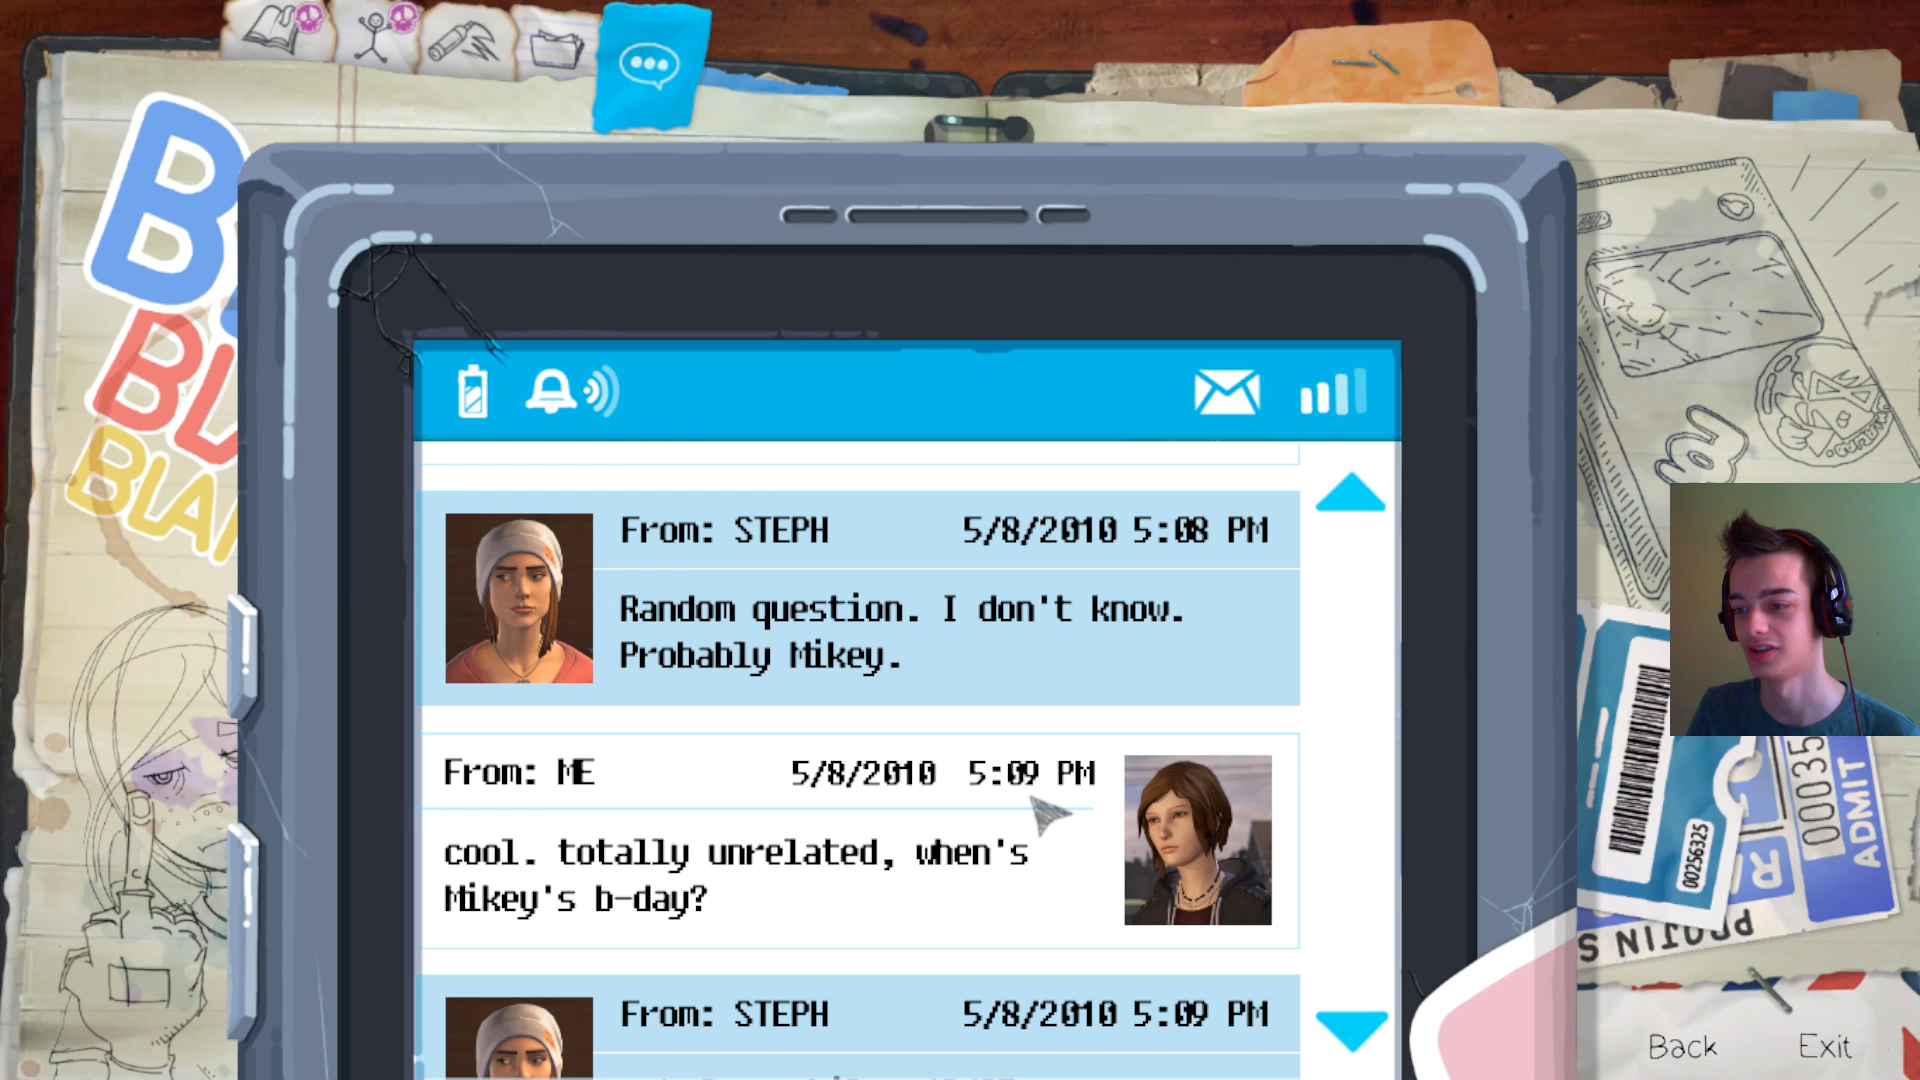 From: STEPH 5/8/2010 5:08 PM
Random question. I don't know.
Probably Mikey.
From: ME 5/8/2010 5:09 PM
cool. totally unrelated, when's
Mikey's b-day?
From: STEPH 5/8/2010 5:09 PM
BLA
00256325
00035
ADMIT
Back Exit